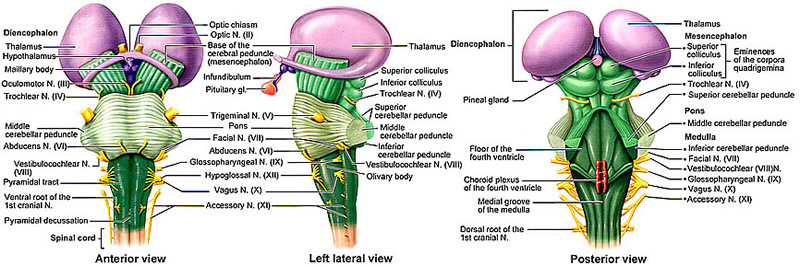 Diencephalon
Thalamus
Hypothalamus
Maillary body
Oculomotor N. (III)
Trochlear N. (IV)
Middle
cerebellar peduncle
Abducens N. (VI)
Vestibulocochlear N.
(VIII)
Pyramidal tract
Ventral root of the
1st cranial N.
Pyramidal decussation
Spinal cord
Anterior view
Optic chiasm
Optic N. (II)
Base of the
cerebral peduncle
(mesencephalon)
Infundibulum
Pituitary gl.
Trigeminal N. (V)
Pons
Facial N. (VII)
Abducens (VI)
Glossopharyngeal N. (IX)
Hypoglossal N. (XII)
Vagus N. (X)
Accessory N. (XI)
Thalamus
Superior colliculus
Inferior colliculus
Trochlear N. (IV)
Superior
cerebellar peduncle
Middle
cerebellar peduncle
Inferior
cerebellar peduncle
Vestibulocochlear N. (VIII)
Olivary body
Left lateral view
Diencephalon
Pineal gland
Floor of the
fourth ventricle
Choroid plexus
of the fourth ventricle
Medial groove
of the medulla
Dorsal root of the
1st cranial N.
Thalamus
Mesencephalon
Superior
colliculus
Inferior
colliculus
Eminences
of the corpora
quadrigemina
Trochlear N. (IV)
Superior cerebellar peduncle
Pons
Middle cerebellar peduncle
Medulla
Inferior cerebellar peduncle
Facial N. (VII)
Vestibulocochlear (VIII)N.
Glossopharyngeal N. (IX)
Vagus N. (X)
Accessory N. (XI)
Posterior view